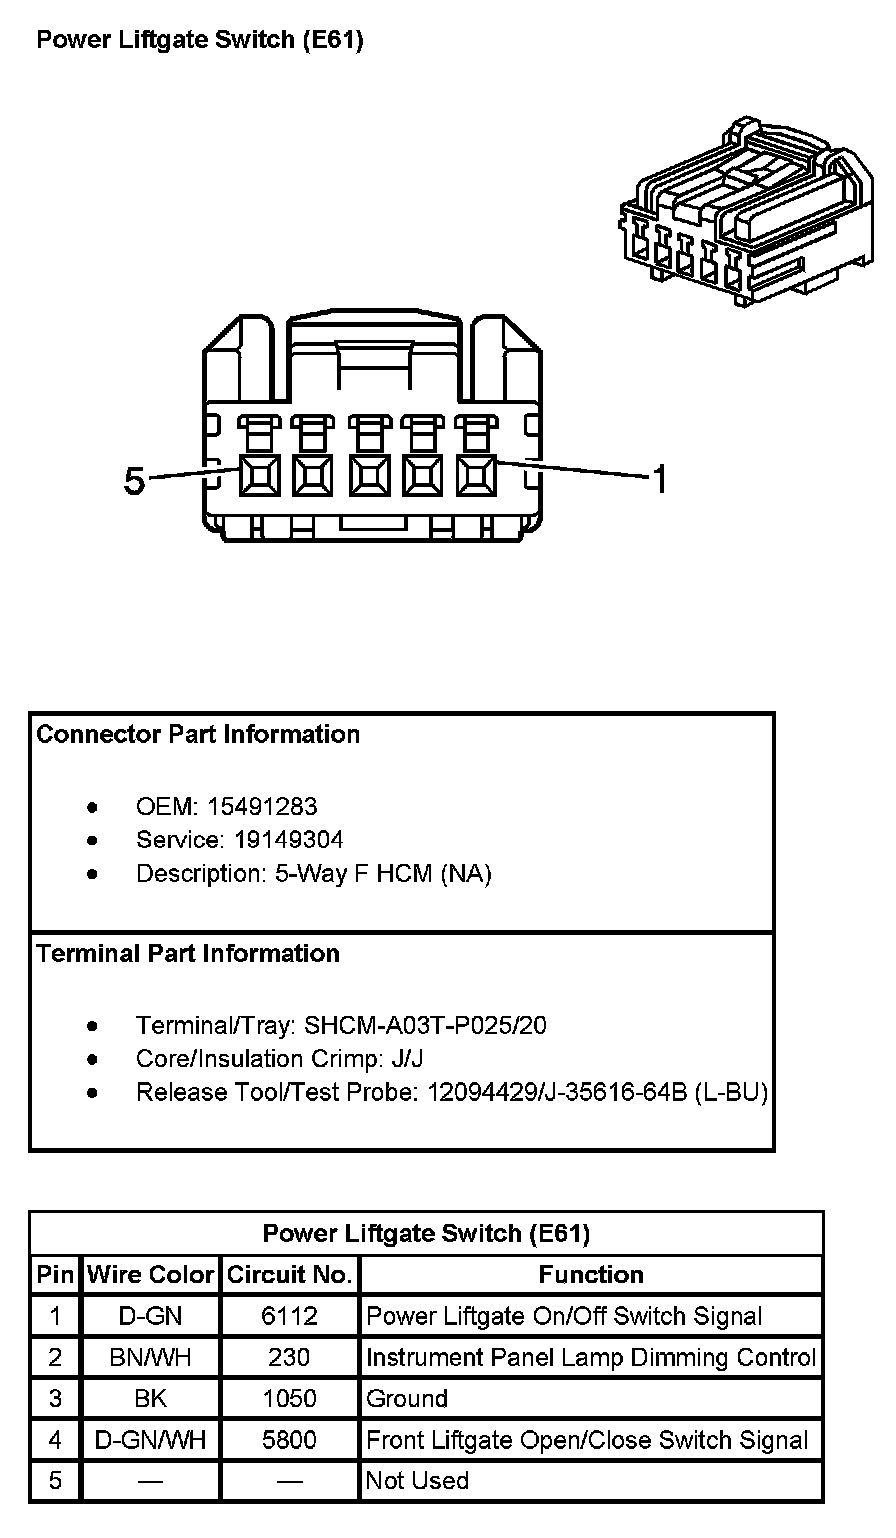 Power Liftgate Switch (E61)
5
1
Connector Part Information
• OEM: 15491283
• Service: 19149304
• Description: 5-Way F HCM (NA)
Terminal Part Information
• Terminal/Tray: SHCM-A03T-P025/20
• Core/Insulation Crimp: J/J
• Release Tool/Test Probe: 12094429/J-35616-64B (L-BU)
Power Liftgate Switch (E61)
Pin Wire Color Circuit No. Function
1 D-GN 6112 Power Liftgate On/Off Switch Signal
2 BN/WH 230 Instrument Panel Lamp Dimming Control
3 BK 1050 Ground
4 D-GN/WH 5800 Front Liftgate Open/Close Switch Signal
5 — — Not Used